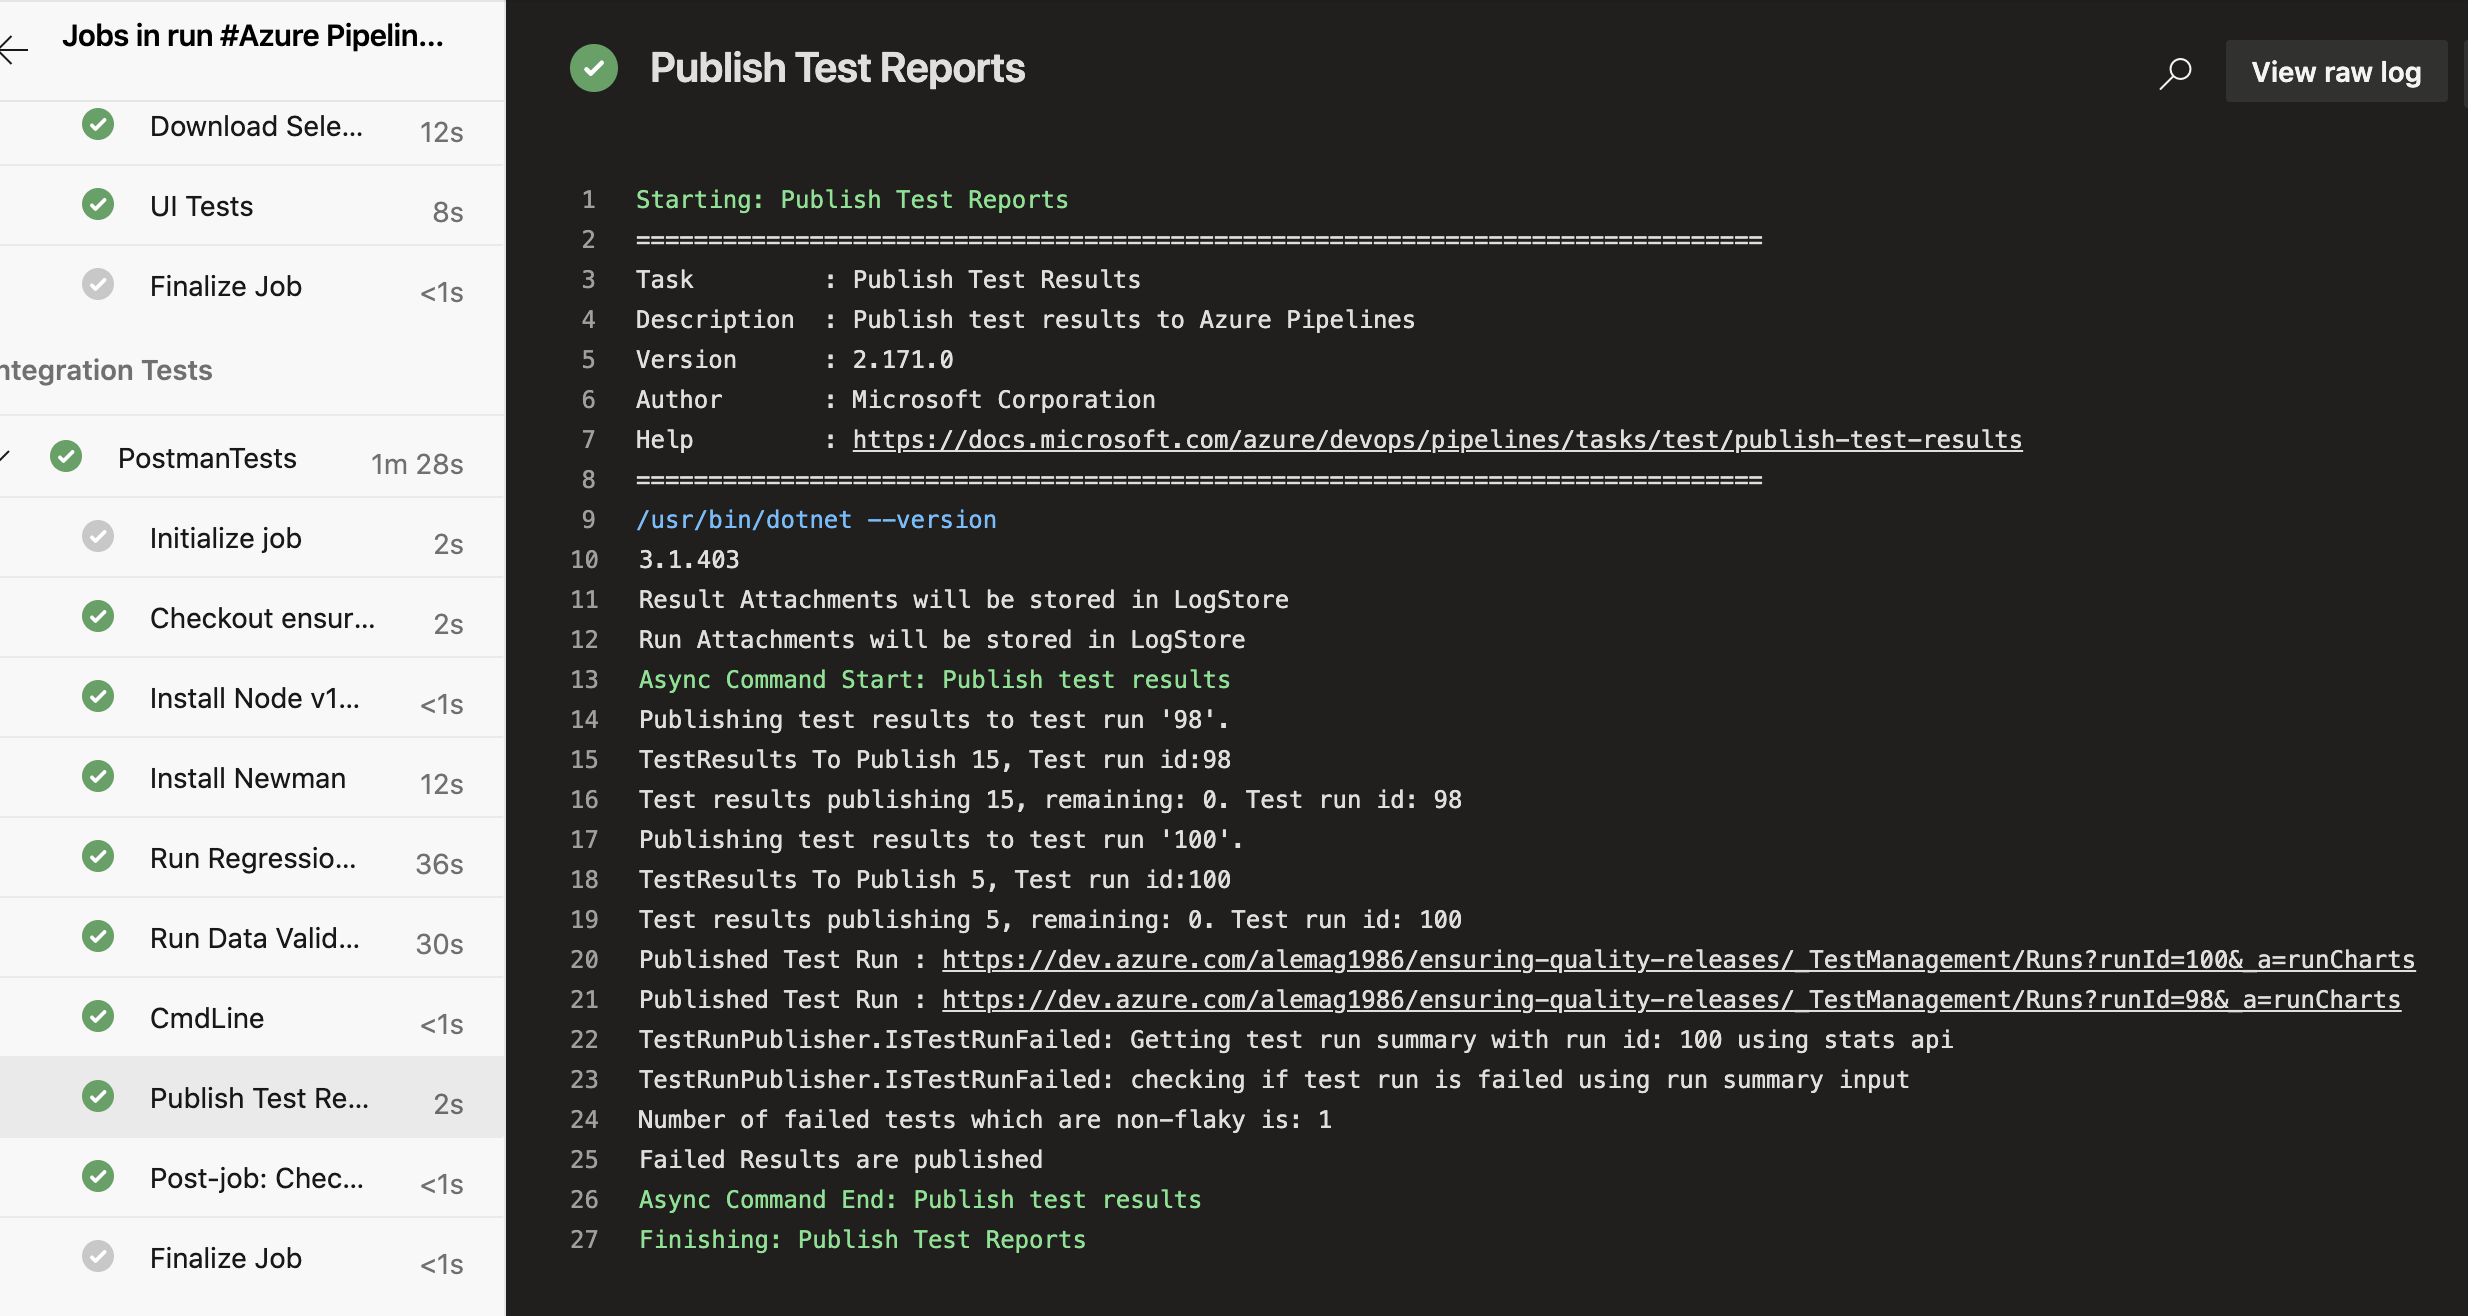 Jobs in run #Azure Pipelin...
Download Sele... 12s
UI Tests 8s
Finalize Job <1s
ntegration Tests
PostmanTests 1m 28s
Initialize job 2s
Checkout ensur... 2s
Install Node v1... <1s
Install Newman 12s
Run Regressio... 36s
Run Data Valid... 30s
CmdLine <1s
Publish Test Re... 2s
Post-job: Chec... <1s
Finalize Job <1s
Publish Test Reports
View raw log
1 Starting: Publish Test Reports
2 ==============================================================================
3 Task         : Publish Test Results
4 Description  : Publish test results to Azure Pipelines
5 Version      : 2.171.0
6 Author       : Microsoft Corporation
7 Help         : https://docs.microsoft.com/azure/devops/pipelines/tasks/test/publish-test-results
8 ==============================================================================
9 /usr/bin/dotnet --version
10 3.1.403
11 Result Attachments will be stored in LogStore
12 Run Attachments will be stored in LogStore
13 Async Command Start: Publish test results
14 Publishing test results to test run '98'.
15 TestResults To Publish 15, Test run id:98
16 Test results publishing 15, remaining: 0. Test run id: 98
17 Publishing test results to test run '100'.
18 TestResults To Publish 5, Test run id:100
19 Test results publishing 5, remaining: 0. Test run id: 100
20 Published Test Run : https://dev.azure.com/alemag1986/ensuring-quality-releases/_TestManagement/Runs?runId=100&_a=runCharts
21 Published Test Run : https://dev.azure.com/alemag1986/ensuring-quality-releases/_TestManagement/Runs?runId=98&_a=runCharts
22 TestRunPublisher.IsTestRunFailed: Getting test run summary with run id: 100 using stats api
23 TestRunPublisher.IsTestRunFailed: checking if test run is failed using run summary input
24 Number of failed tests which are non-flaky is: 1
25 Failed Results are published
26 Async Command End: Publish test results
27 Finishing: Publish Test Reports